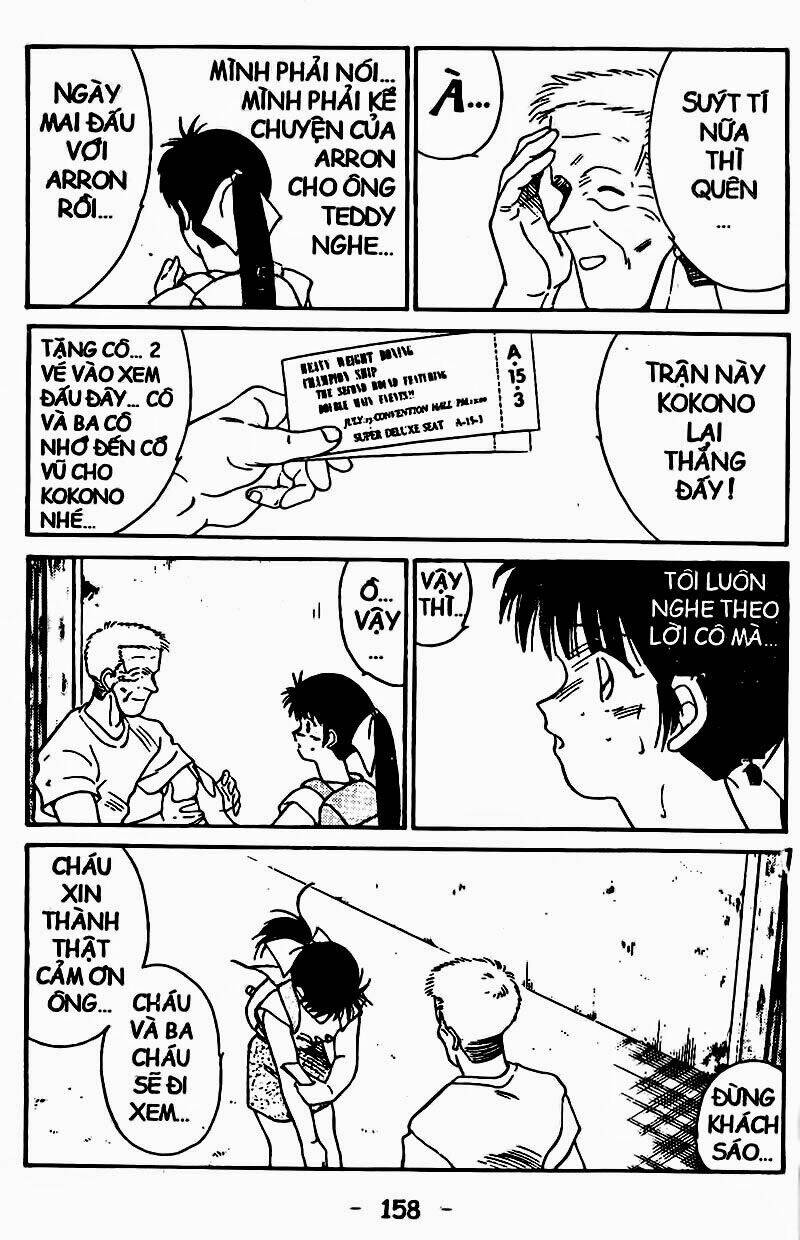 NGÀY
MAI ĐẤU
VỚI
ARRON
RỒI...
MÌNH PHẢI NÓI...
MÌNH PHẢI KỂ
CHUYỆN CỦA
ARRON
CHO ÔNG
TEDDY
NGHE...
À...
SUÝT TÍ
NỮA
THÌ
QUÊN
...
TẶNG CÔ... 2
VÉ VÀO XEM
ĐẤU ĐÂY... CÔ
VÀ BA CÔ
NHỚ ĐẾN CỔ
VŨ CHO
KOKONO
NHÉ...
HEAVY WEIGHT BOXING
CHAMPION SHIP
THE SECOND ROUND FEATURING
DOUBLE MAIN EVENTS!!
CONVENTION HALL
SUPER DELUXE SEAT A-15-3
A
15
3
TRẬN NÀY
KOKONO
LẠI
THẮNG
ĐẤY!
Ồ...
VẬY
...
VẬY
THÌ...
TÔI LUÔN
NGHE THEO
LỜI CÔ MÀ...
CHÁU
XIN
THÀNH
THẬT
CẢM ƠN
ÔNG...
CHÁU
VÀ BA
CHÁU
SẼ ĐI
XEM...
ĐỪNG
KHÁCH
SÁO...
- 158 -